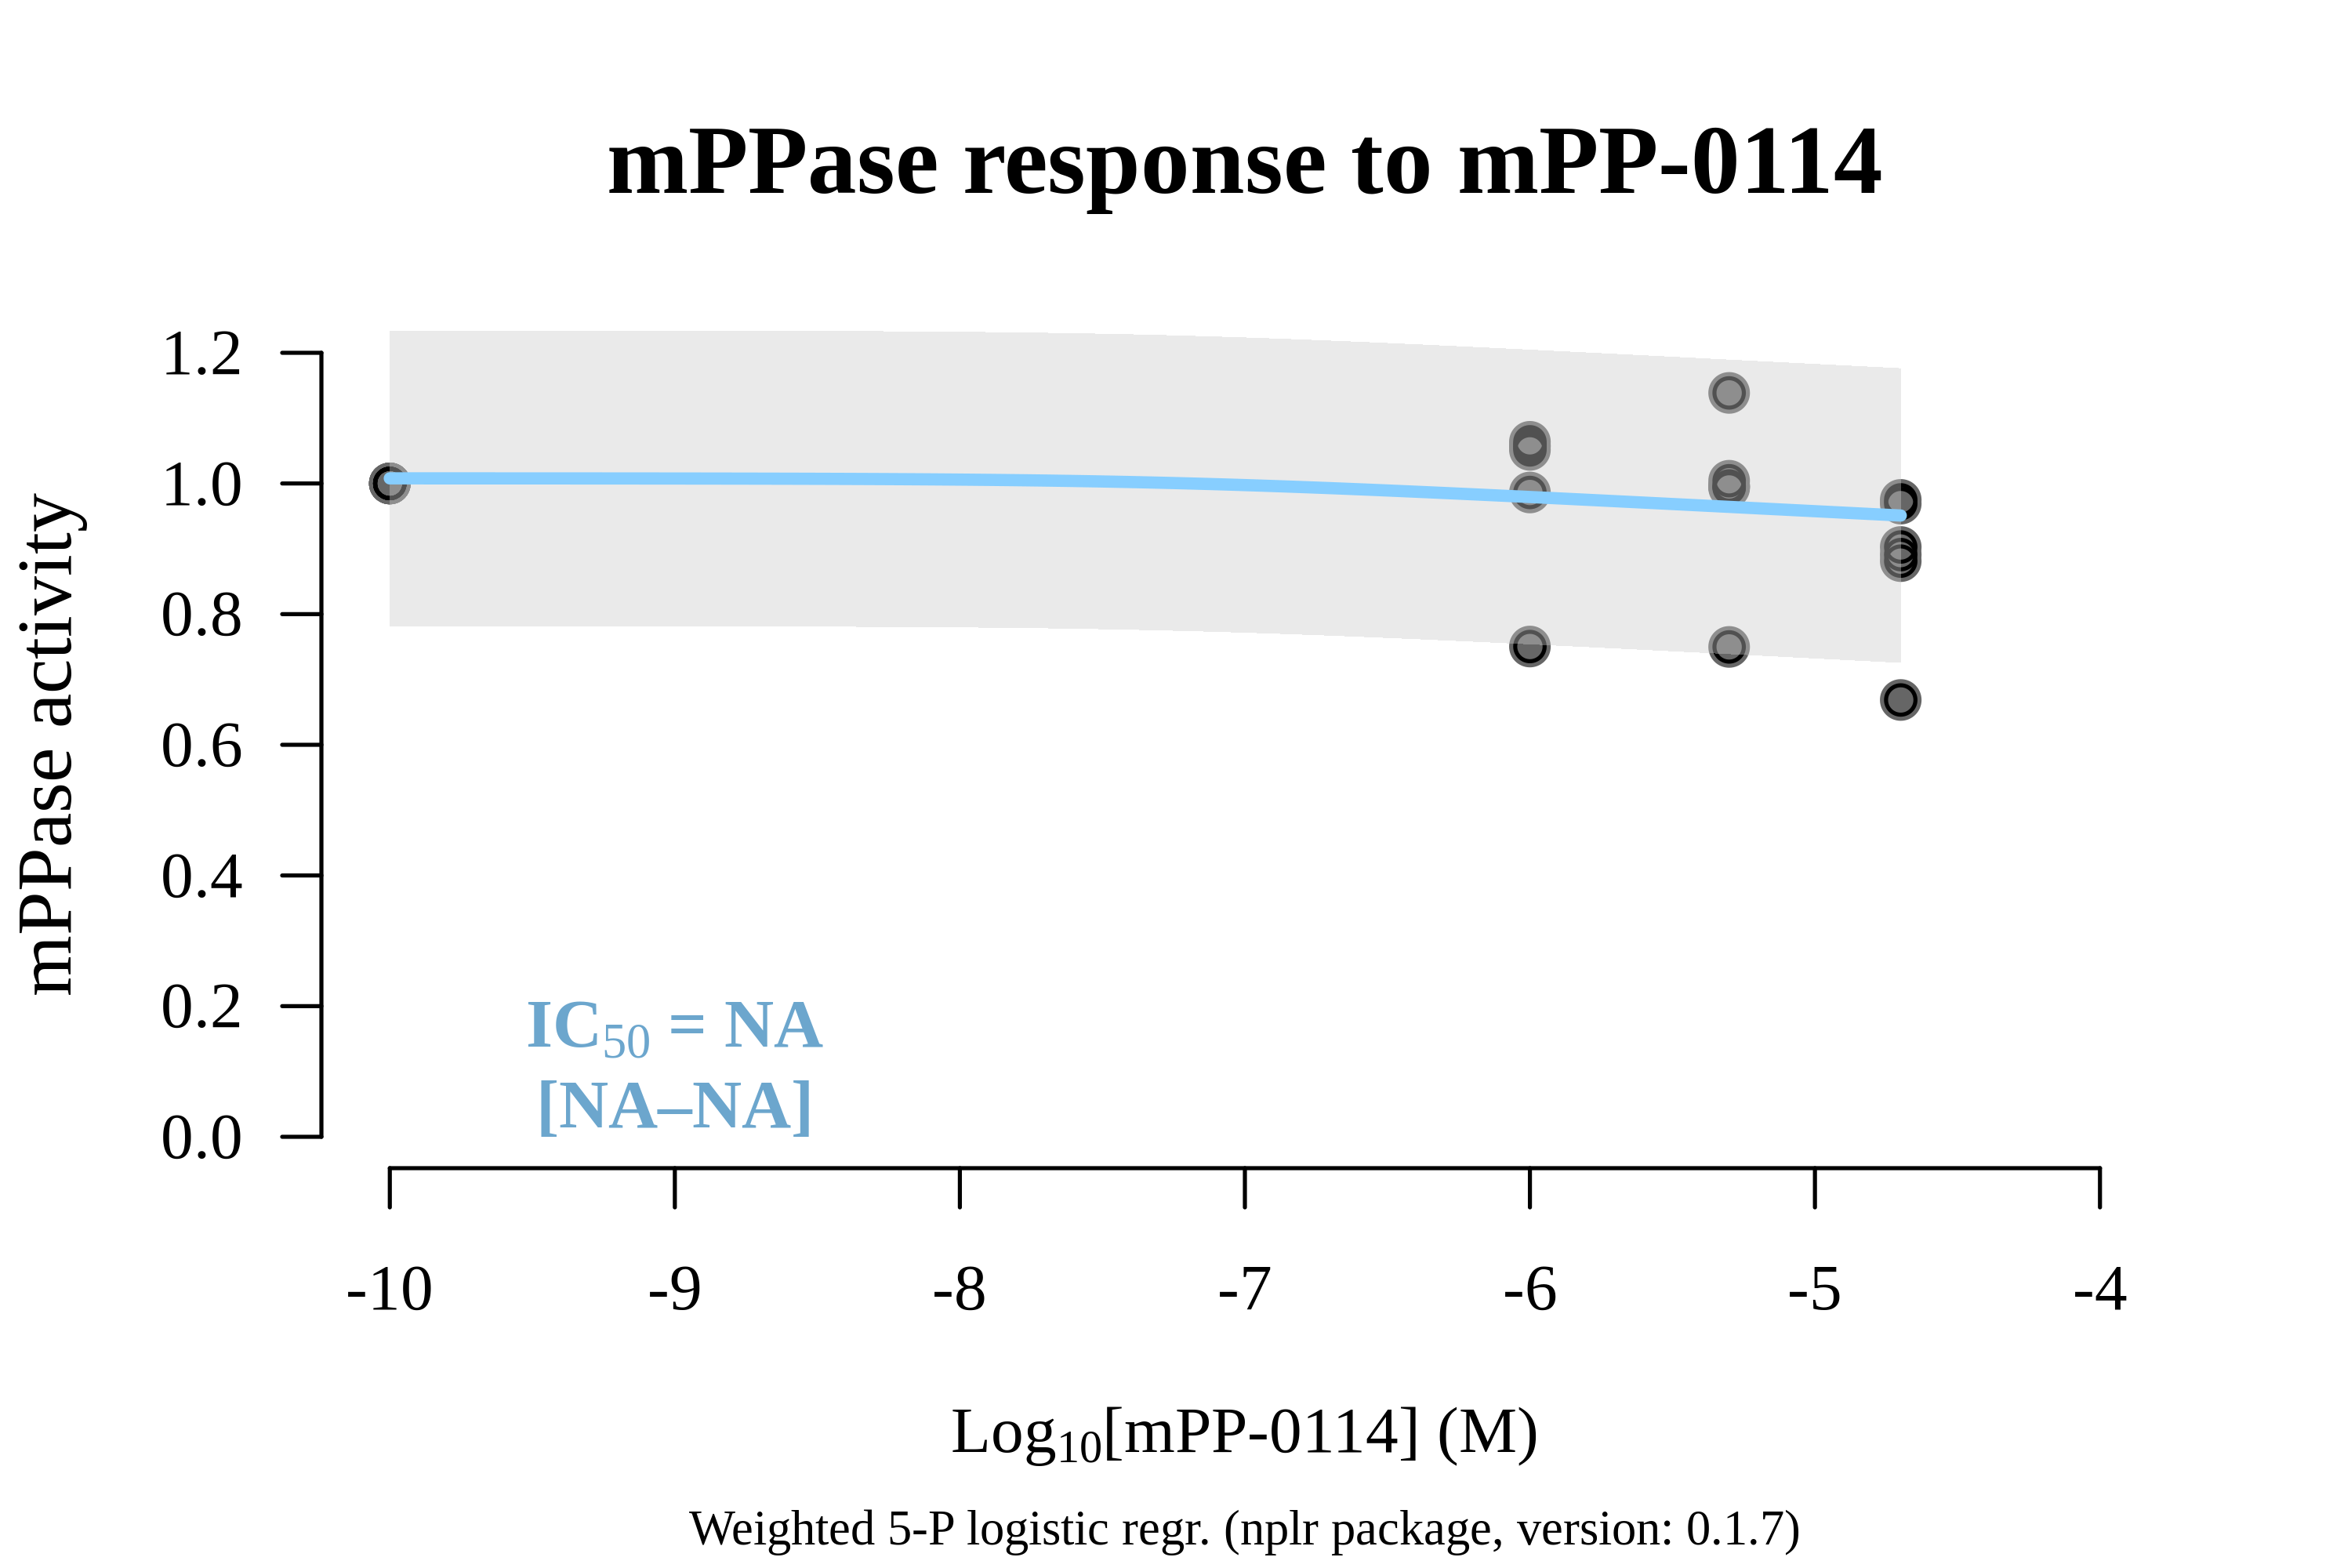 mPPase response to mPP-0114
mPPase activity
1.2
1.0
0.8
0.6
0.4
0.2
0.0
IC50 = NA
[NA–NA]
-10 -9 -8 -7 -6 -5 -4
Log10[mPP-0114] (M)
Weighted 5-P logistic regr. (nplr package, version: 0.1.7)